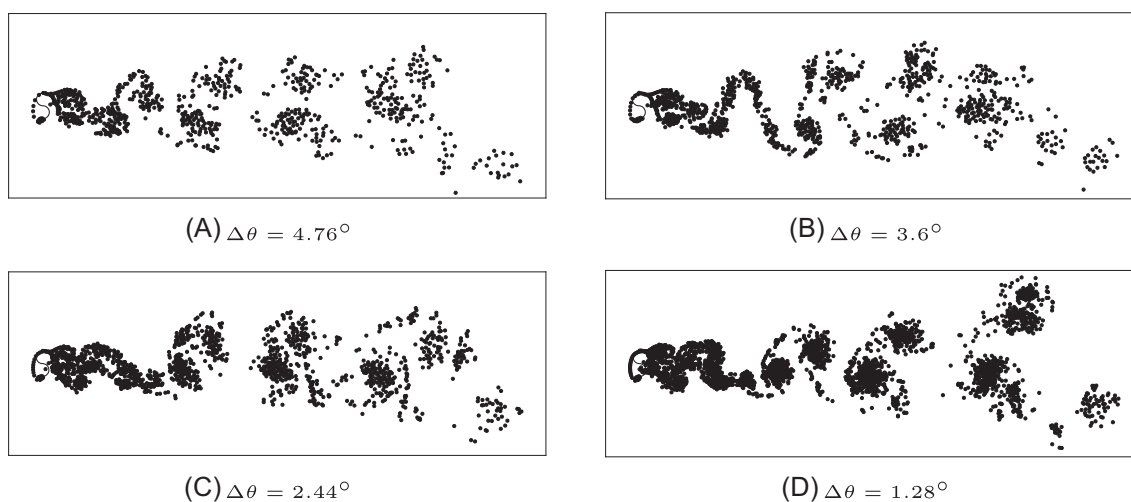 (A) Δθ = 4.76°
(B) Δθ = 3.6°
(C) Δθ = 2.44°
(D) Δθ = 1.28°